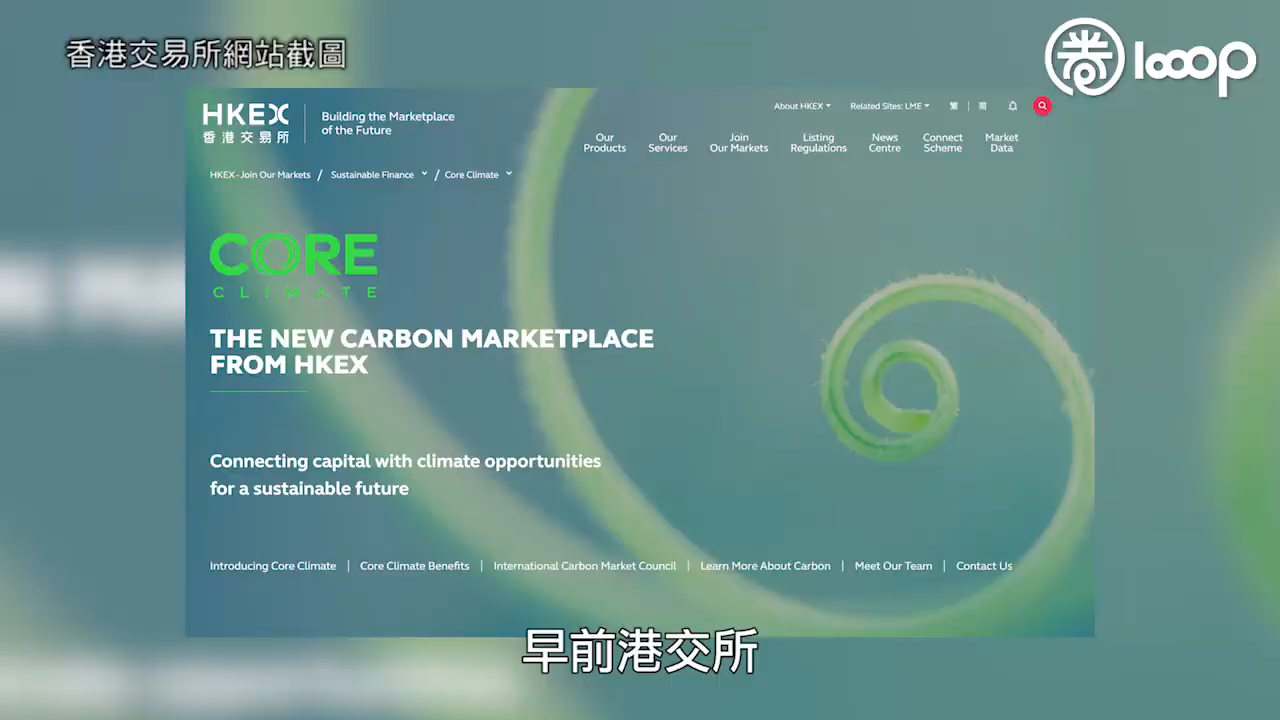 香港交易所網站截圖
looop
HKEX
香港交易所
Building the Marketplace
of the Future
About HKEX
Related Sites: LME
繁 | 简
Our
Products
Our
Services
Join
Our Markets
Listing
Regulations
News
Centre
Connect
Scheme
Market
Data
HKEX - Join Our Markets / Sustainable Finance / Core Climate
CORE
CLIMATE
THE NEW CARBON MARKETPLACE
FROM HKEX
Connecting capital with climate opportunities
for a sustainable future
Introducing Core Climate | Core Climate Benefits | International Carbon Market Council | Learn More About Carbon | Meet Our Team | Contact Us
早前港交所